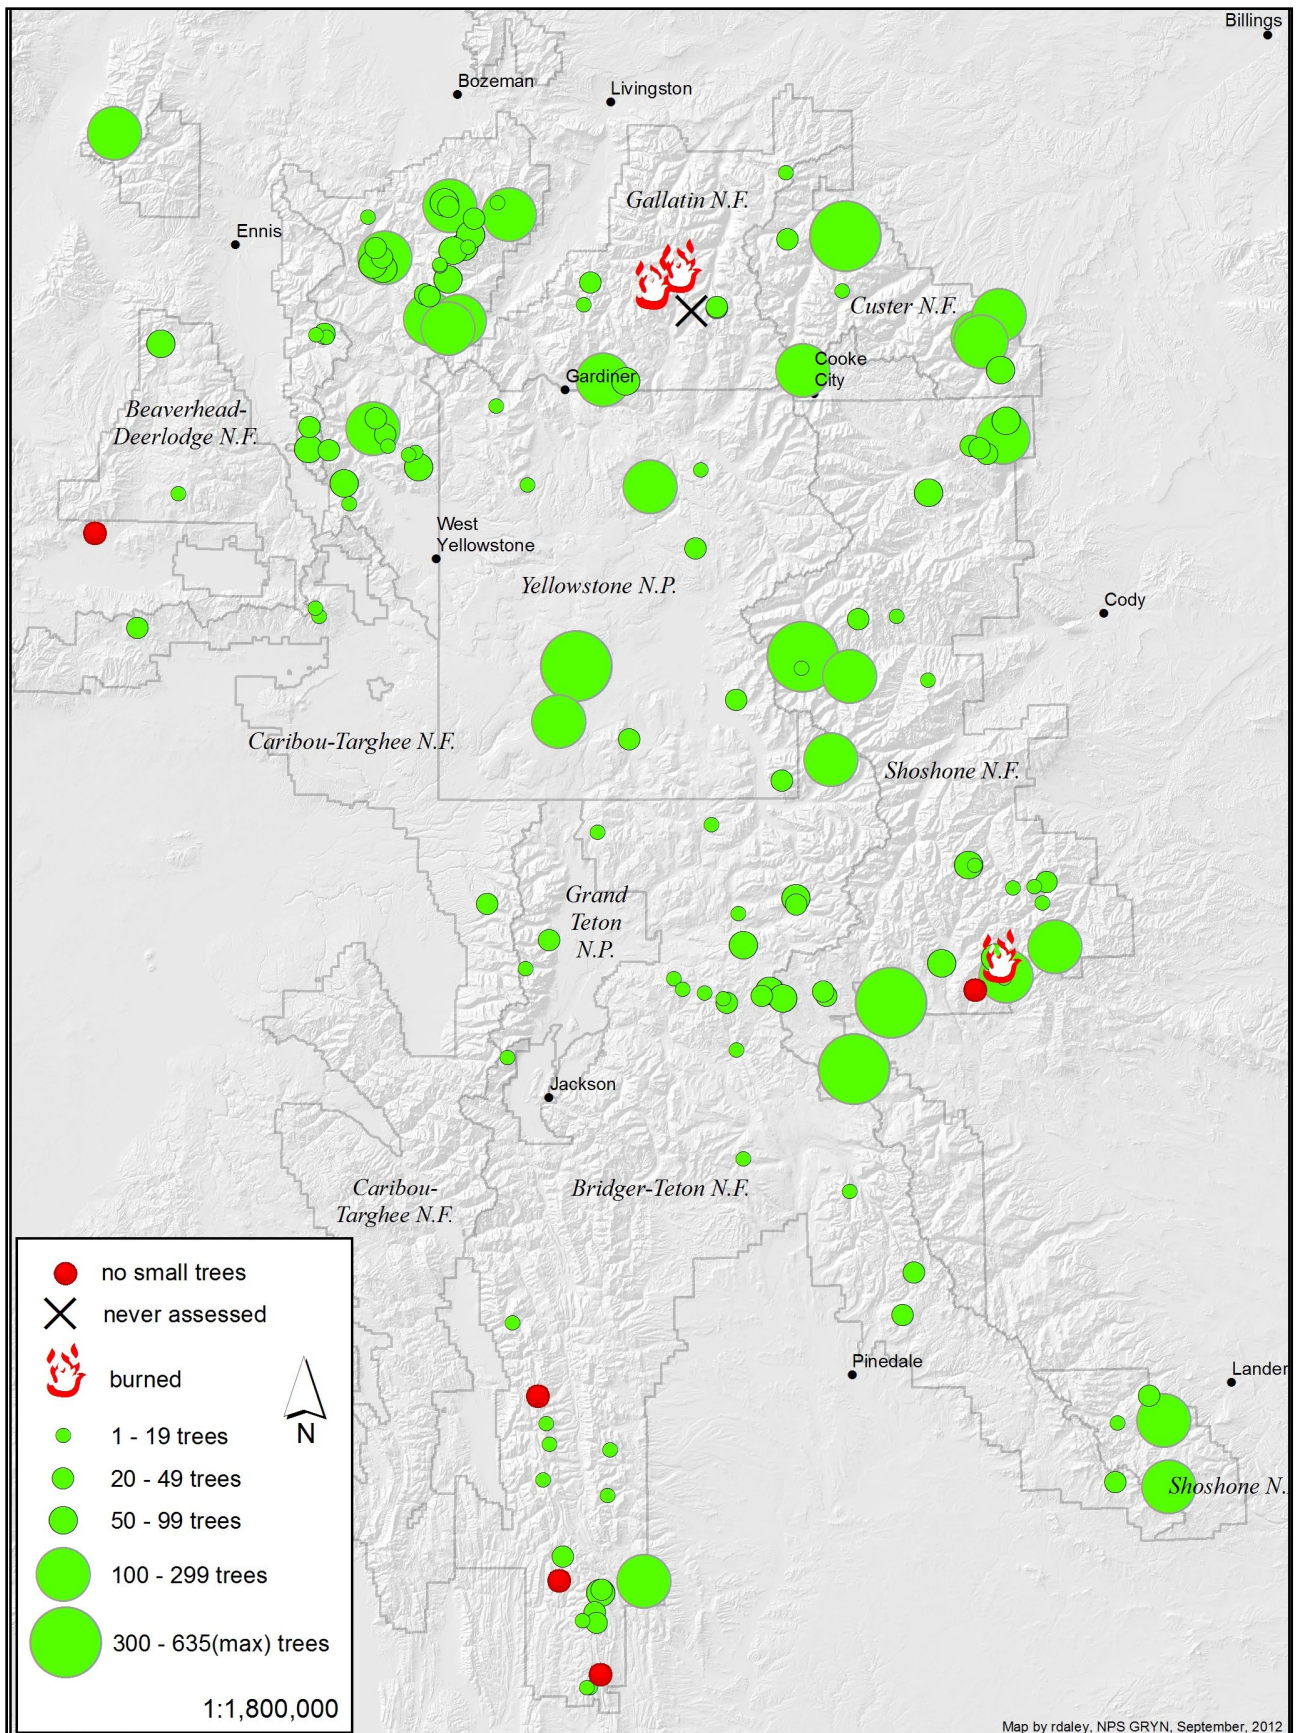 Billings
Bozeman
Livingston
Gallatin N.F.
Ennis
Custer N.F.
Cooke
City
Gardiner
Beaverhead-
Deerlodge N.F.
West
Yellowstone
Yellowstone N.P.
Cody
Caribou-Targhee N.F.
Shoshone N.F.
Grand
Teton
N.P.
Jackson
Caribou-
Targhee N.F.
Bridger-Teton N.F.
Pinedale
Lander
Shoshone N.
no small trees
never assessed
burned
N
1 - 19 trees
20 - 49 trees
50 - 99 trees
100 - 299 trees
300 - 635(max) trees
1:1,800,000
Map by rdaley, NPS GRYN, September, 2012